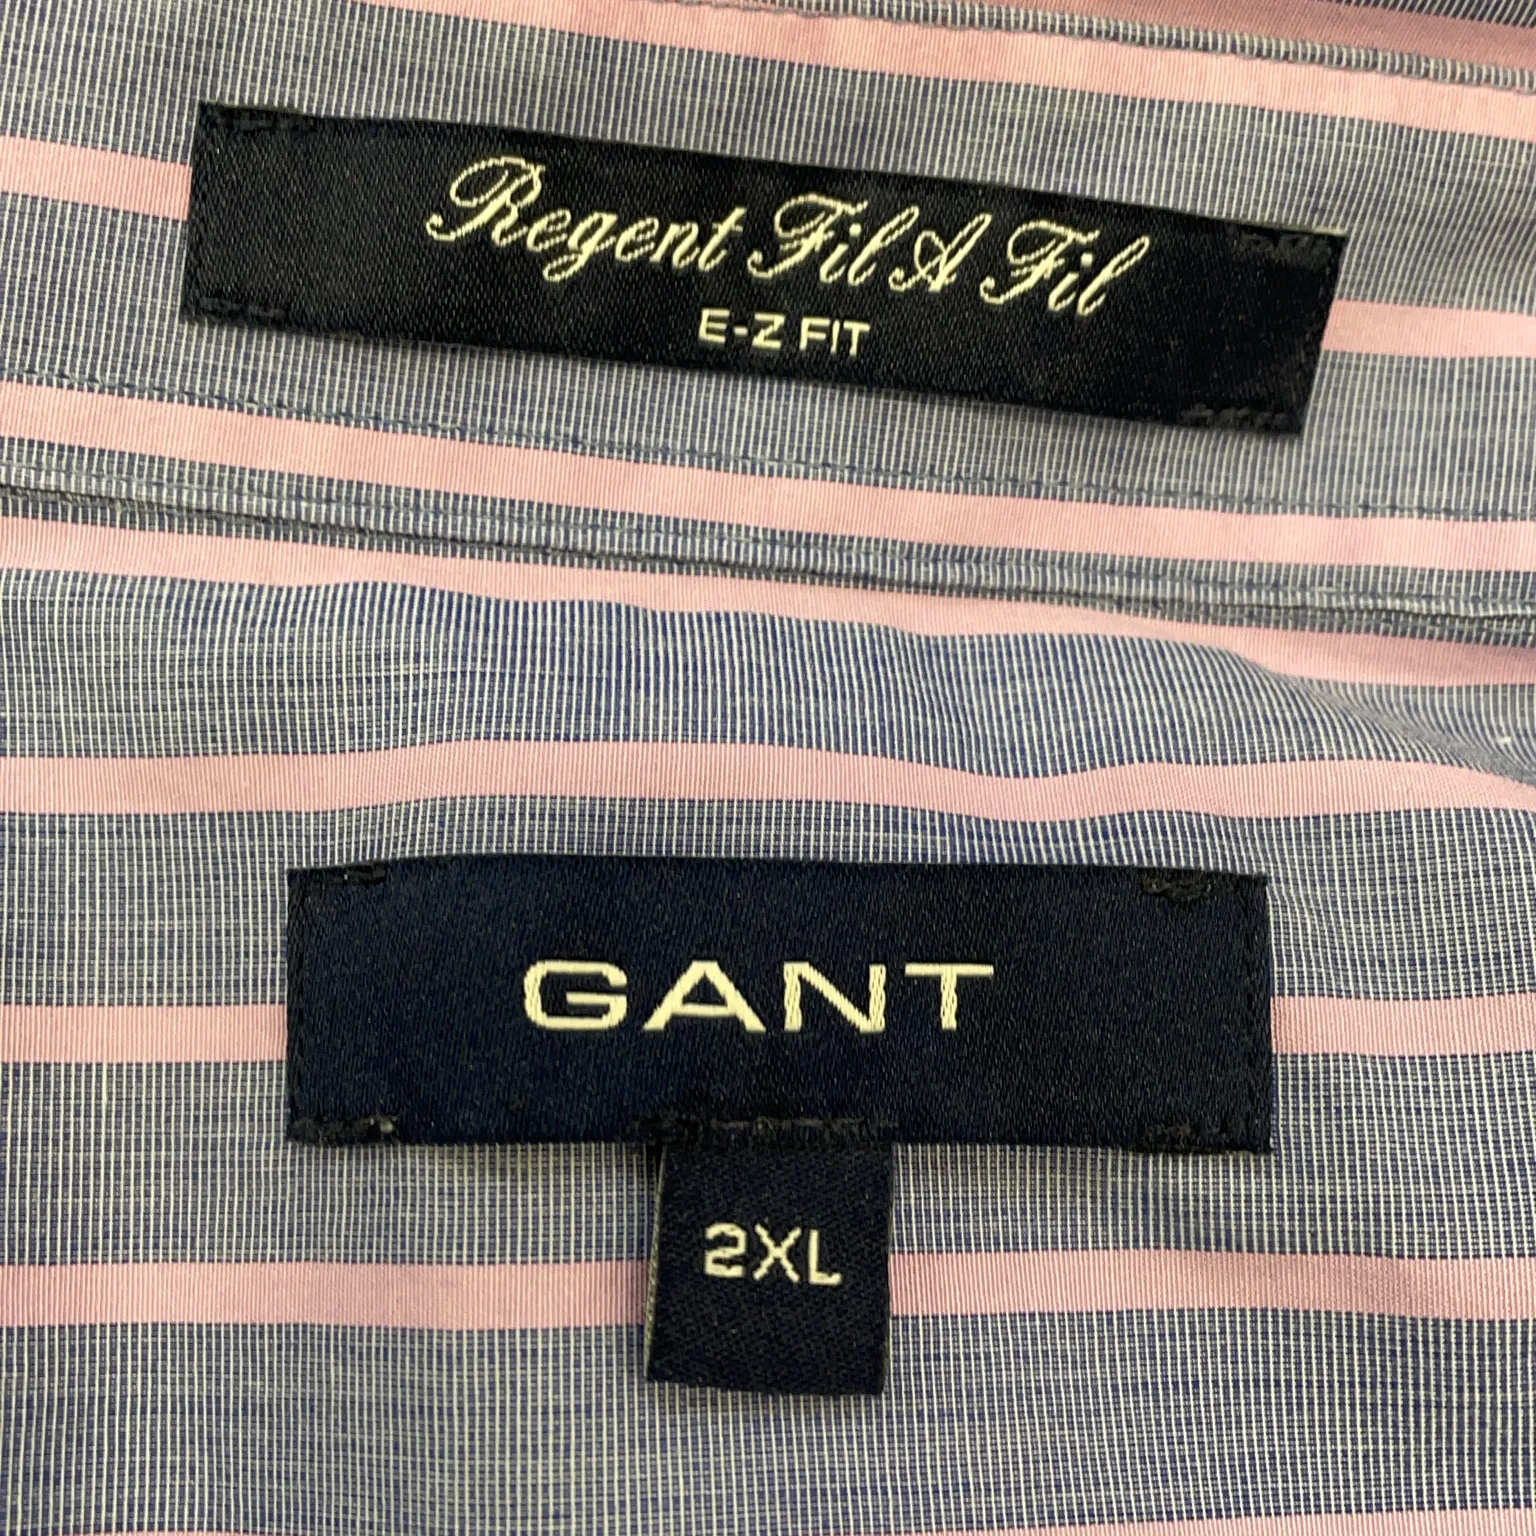 Regent Fil A Fil
E-Z FIT
GANT
2XL